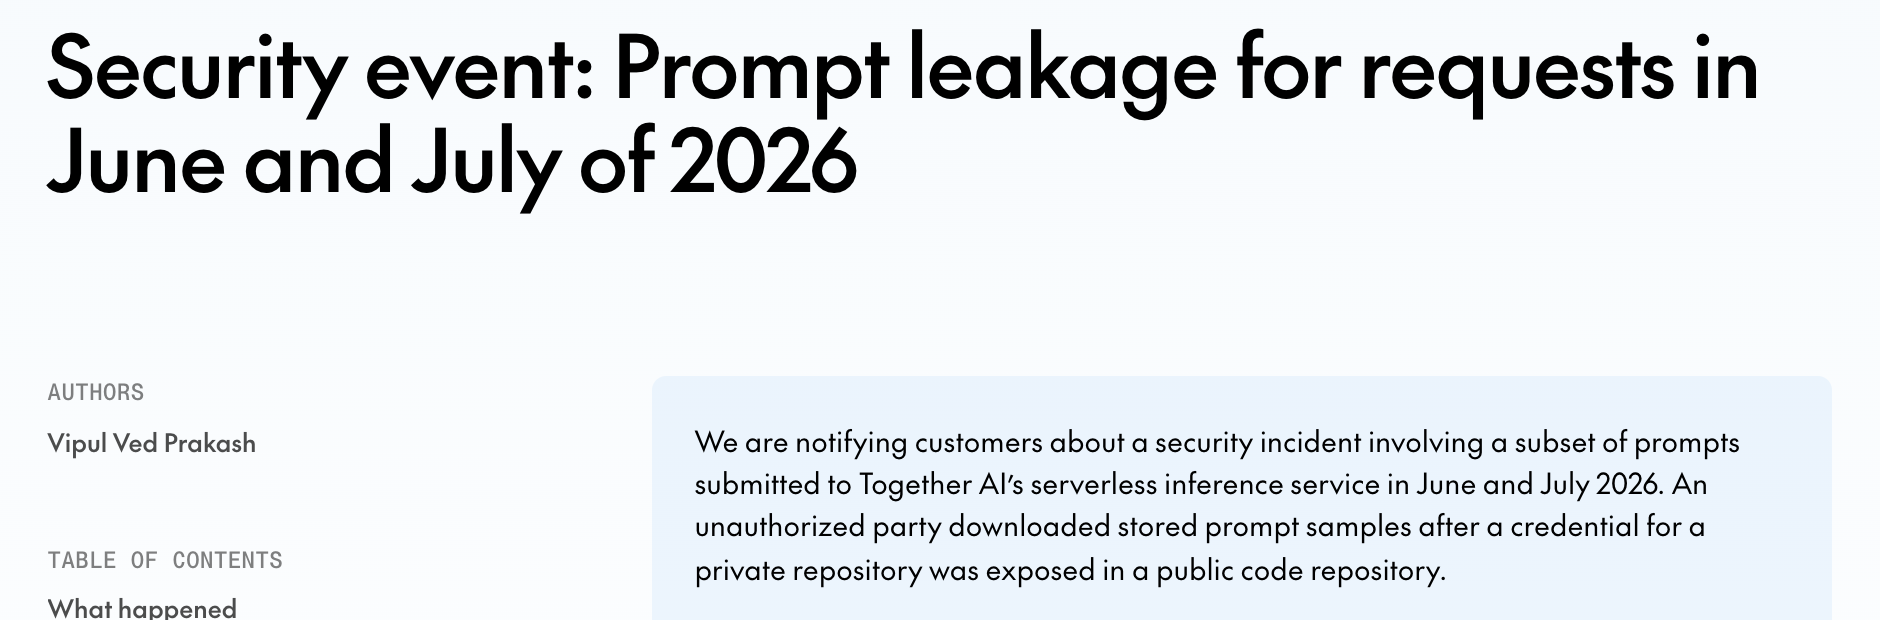 Security event: Prompt leakage for requests in
June and July of 2026
AUTHORS
Vipul Ved Prakash
TABLE OF CONTENTS
What happened
We are notifying customers about a security incident involving a subset of prompts
submitted to Together AI’s serverless inference service in June and July 2026. An
unauthorized party downloaded stored prompt samples after a credential for a
private repository was exposed in a public code repository.